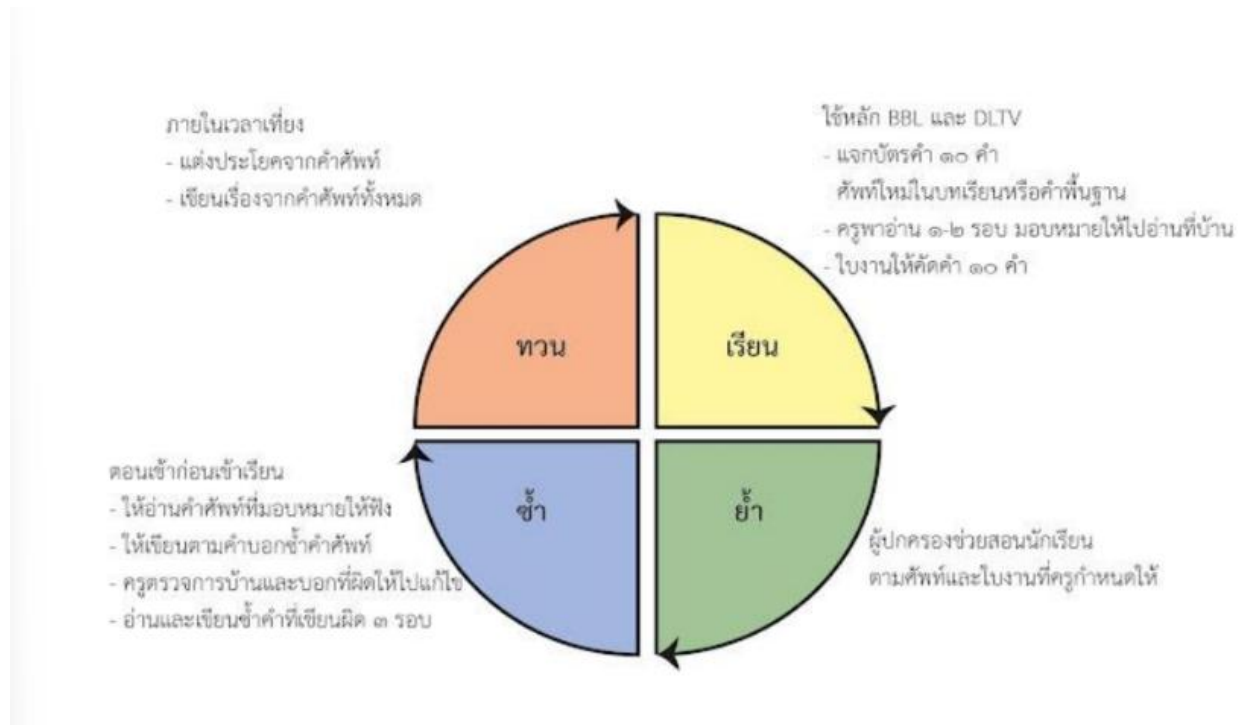 ภายในเวลาเที่ยง
- แต่งประโยคจากคำศัพท์
- เขียนเรื่องจากคำศัพท์ทั้งหมด
ใช้หลัก BBL และ DLTV
- แจกบัตรคำ ๑๐ คำ
ศัพท์ใหม่ในบทเรียนหรือคำพื้นฐาน
- ครูพาอ่าน ๑-๒ รอบ มอบหมายให้ไปอ่านที่บ้าน
- ใบงานให้คัดคำ ๑๐ คำ
ทวน
เรียน
ตอนเช้าก่อนเข้าเรียน
- ให้อ่านคำศัพท์ที่มอบหมายให้ฟัง
- ให้เขียนตามคำบอกซ้ำคำศัพท์
- ครูตรวจการบ้านและบอกที่ผิดให้ไปแก้ไข
- อ่านและเขียนซ้ำคำที่เขียนผิด ๓ รอบ
ซ้ำ
ย้ำ
ผู้ปกครองช่วยสอนนักเรียน
ตามศัพท์และใบงานที่ครูกำหนดให้